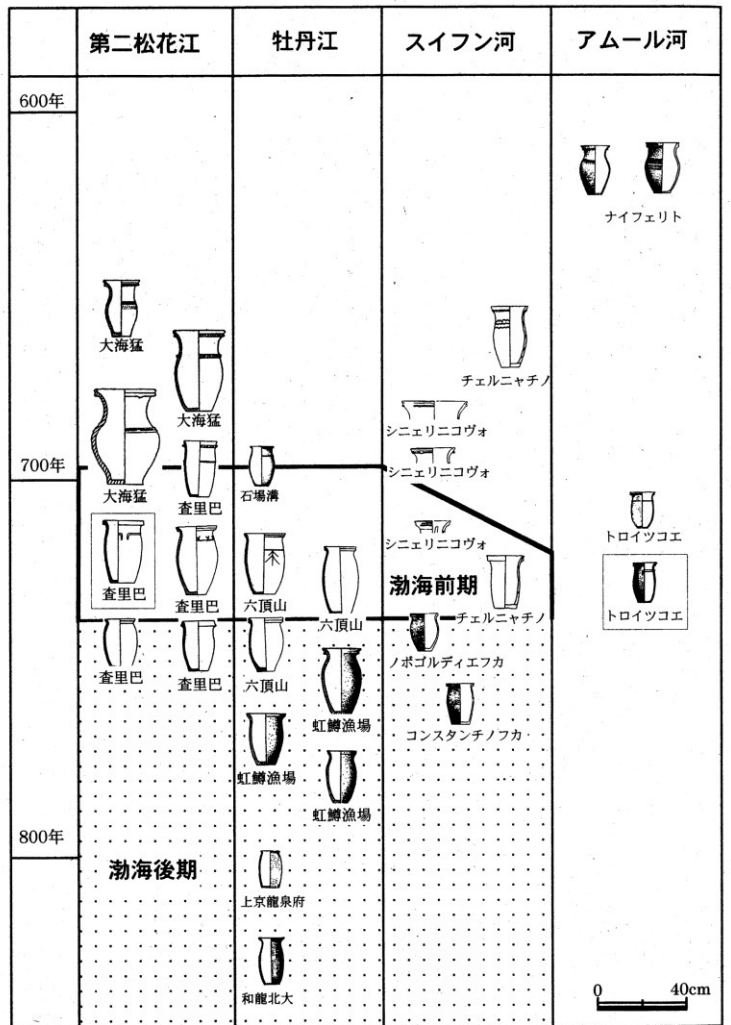 第二松花江
牡丹江
スイフン河
アムール河
600年
ナイフェリト
大海猛
大海猛
チェルニャチノ
シニェリニコヴォ
シニェリニコヴォ
700年
大海猛
査里巴
石場溝
シニェリニコヴォ
トロイツコエ
査里巴
査里巴
六頂山
六頂山
渤海前期
チェルニャチノ
トロイツコエ
査里巴
査里巴
六頂山
ノボゴルディエフカ
虹鱒漁場
コンスタンチノフカ
虹鱒漁場
虹鱒漁場
800年
渤海後期
上京龍泉府
和龍北大
0 40cm